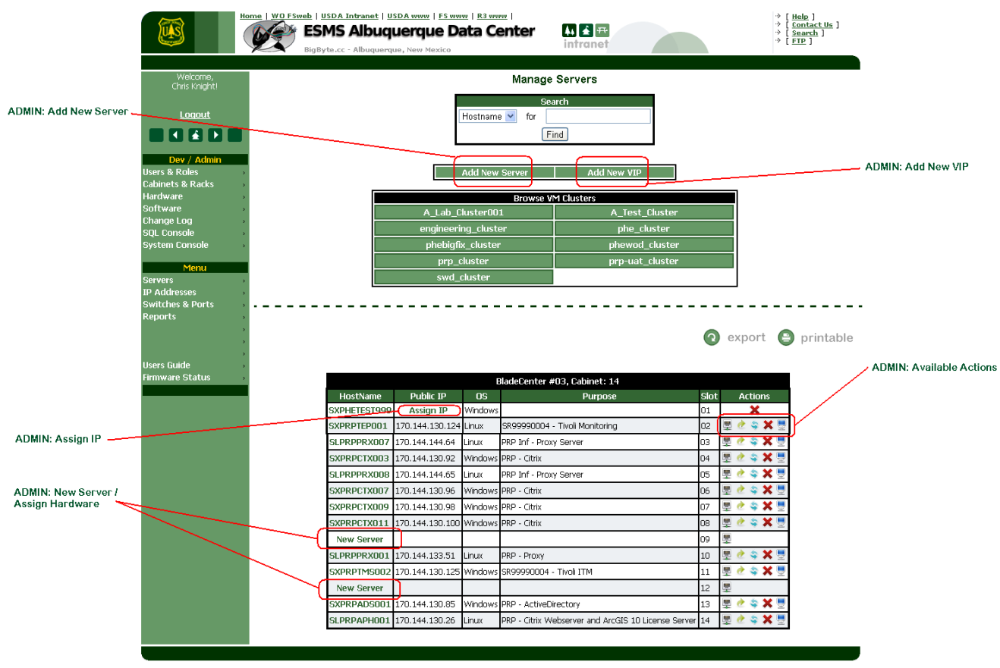 Home | WO FSweb | USDA Intranet | USDA www | FS www | R3 www |
UAS
ESMS Albuquerque Data Center
BigByte.cc - Albuquerque, New Mexico
intranet
[ Help ]
[ Contact Us ]
[ Search ]
[ FTP ]
Welcome,
Chris Knight!
Logout
Dev / Admin
Users & Roles
Cabinets & Racks
Hardware
Software
Change Log
SQL Console
System Console
Menu
Servers
IP Addresses
Switches & Ports
Reports
Users Guide
Firmware Status
Manage Servers
Search
Hostname for
Find
ADMIN: Add New Server
Add New Server Add New VIP
ADMIN: Add New VIP
Browse VM Clusters
A_Lab_Cluster001 A_Test_Cluster
engineering_cluster phe_cluster
phebigfix_cluster phewod_cluster
prp_cluster prp-uat_cluster
swd_cluster
export printable
ADMIN: Available Actions
BladeCenter #03, Cabinet: 14
HostName Public IP OS Purpose Slot Actions
SXPHETEST999 Assign IP Windows 01
SXPRPTEP001 170.144.130.124 Linux SR99990004 - Tivoli Monitoring 02
SLPRPPRX007 170.144.144.64 Linux PRP Inf - Proxy Server 03
SXPRPCTX003 170.144.130.92 Windows PRP - Citrix 04
SLPRPPRX008 170.144.144.65 Linux PRP Inf - Proxy Server 05
SXPRPCTX007 170.144.130.96 Windows PRP - Citrix 06
SXPRPCTX009 170.144.130.98 Windows PRP - Citrix 07
SXPRPCTX011 170.144.130.100 Windows PRP - Citrix 08
New Server 09
SLPRPPRX001 170.144.133.51 Linux PRP - Proxy 10
SXPRPTMS002 170.144.130.125 Windows SR99990004 - Tivoli ITM 11
New Server 12
SXPRPADS001 170.144.130.85 Windows PRP - ActiveDirectory 13
SLPRPAPH001 170.144.130.26 Linux PRP - Citrix Webserver and ArcGIS 10 License Server 14
ADMIN: Assign IP
ADMIN: New Server /
Assign Hardware